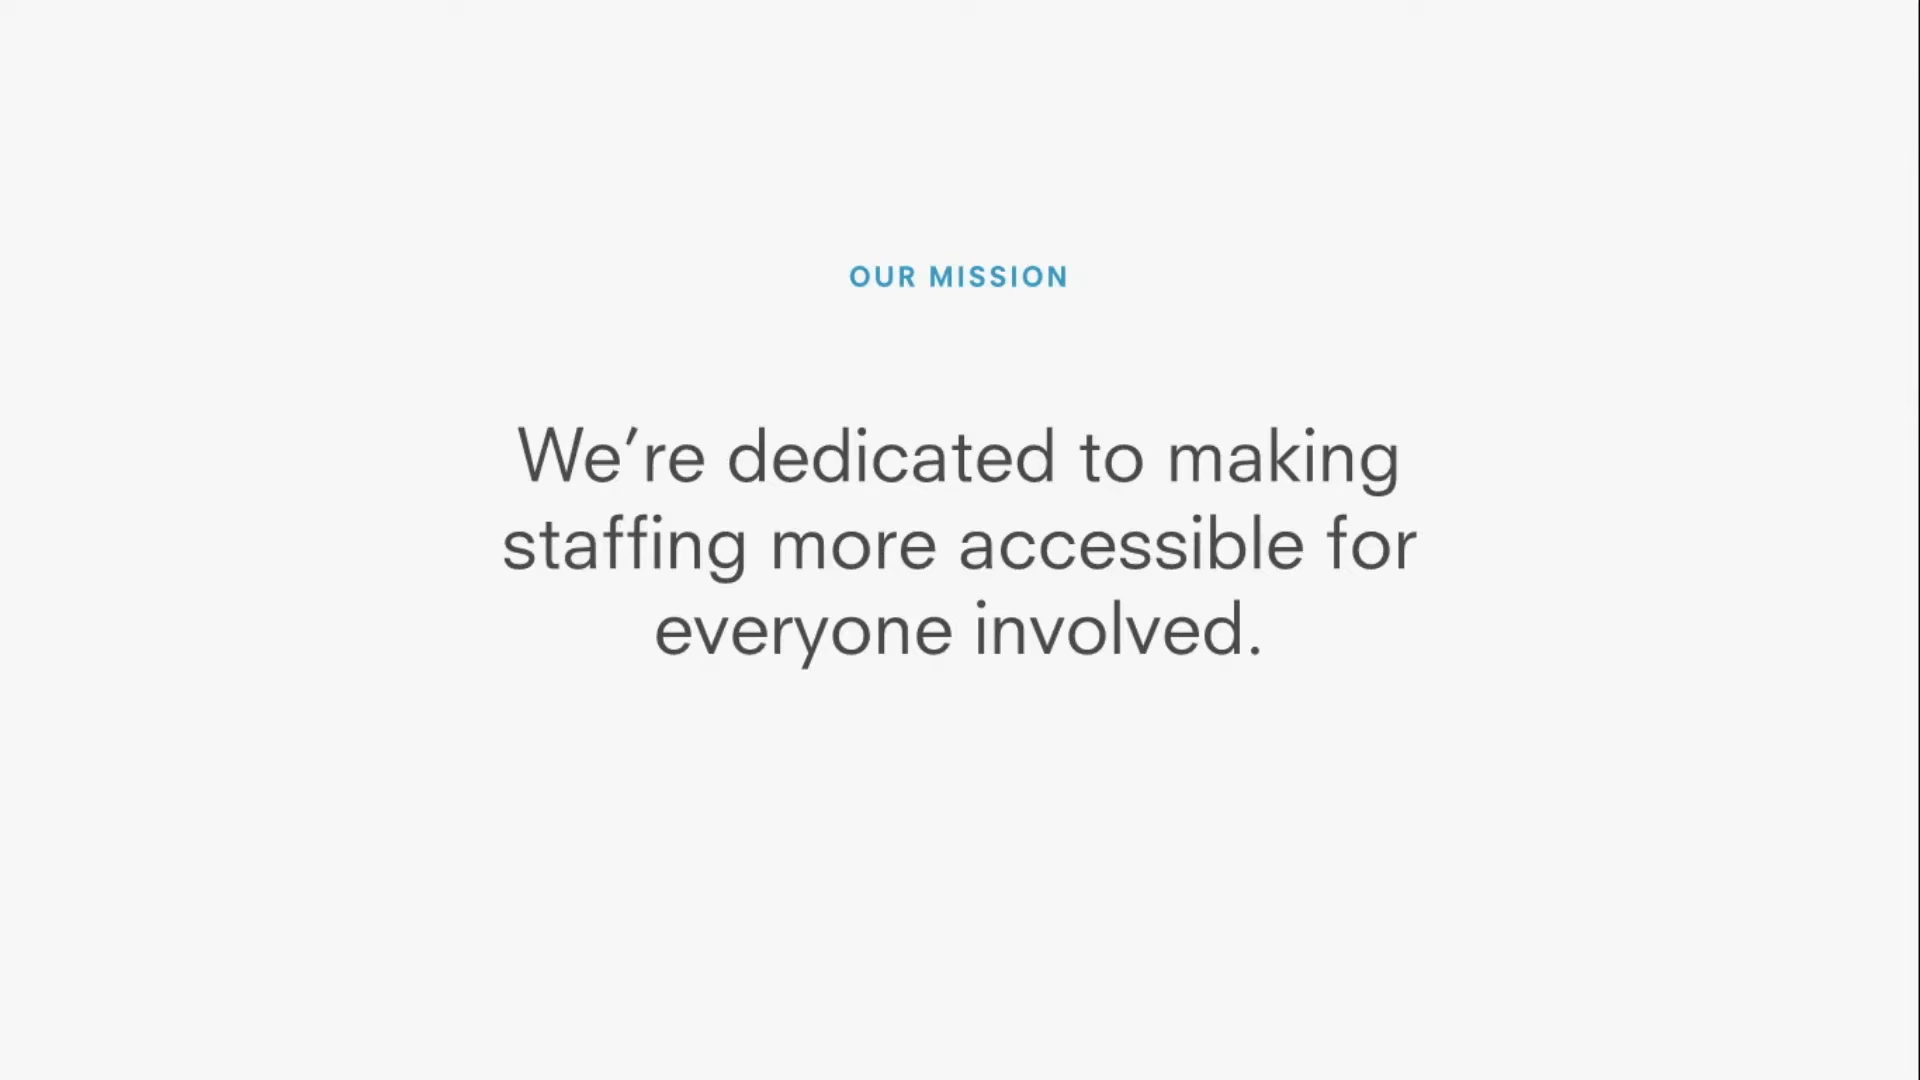 OUR MISSION
We’re dedicated to making
staffing more accessible for
everyone involved.